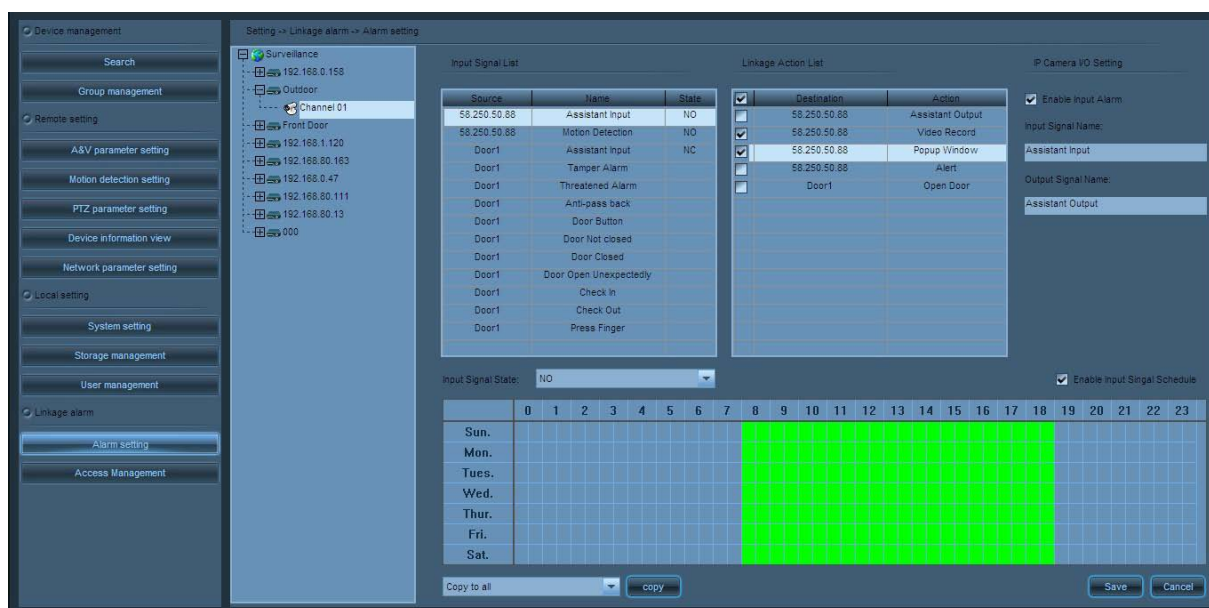 Device management
Search
Group management
Remote setting
A&V parameter setting
Motion detection setting
PTZ parameter setting
Device information view
Network parameter setting
Local setting
System setting
Storage management
User management
Linkage alarm
Alarm setting
Access Management
Setting -> Linkage alarm -> Alarm setting
Surveillance
192.168.0.158
Outdoor
Channel 01
Front Door
192.168.1.120
192.168.80.163
192.168.0.47
192.168.80.111
192.168.80.13
000
Input Signal List
Source Name State
58.250.50.88 Assistant Input NO
58.250.50.88 Motion Detection NO
Door1 Assistant Input NC
Door1 Tamper Alarm
Door1 Threatened Alarm
Door1 Anti-pass back
Door1 Door Button
Door1 Door Not closed
Door1 Door Closed
Door1 Door Open Unexpectedly
Door1 Check In
Door1 Check Out
Door1 Press Finger
Linkage Action List
Destination Action
58.250.50.88 Assistant Output
58.250.50.88 Video Record
58.250.50.88 Popup Window
58.250.50.88 Alert
Door1 Open Door
IP Camera I/O Setting
Enable Input Alarm
Input Signal Name:
Assistant Input
Output Signal Name:
Assistant Output
Input Signal State: NO
Enable Input Singal Schedule
0 1 2 3 4 5 6 7 8 9 10 11 12 13 14 15 16 17 18 19 20 21 22 23
Sun.
Mon.
Tues.
Wed.
Thur.
Fri.
Sat.
Copy to all copy
Save Cancel